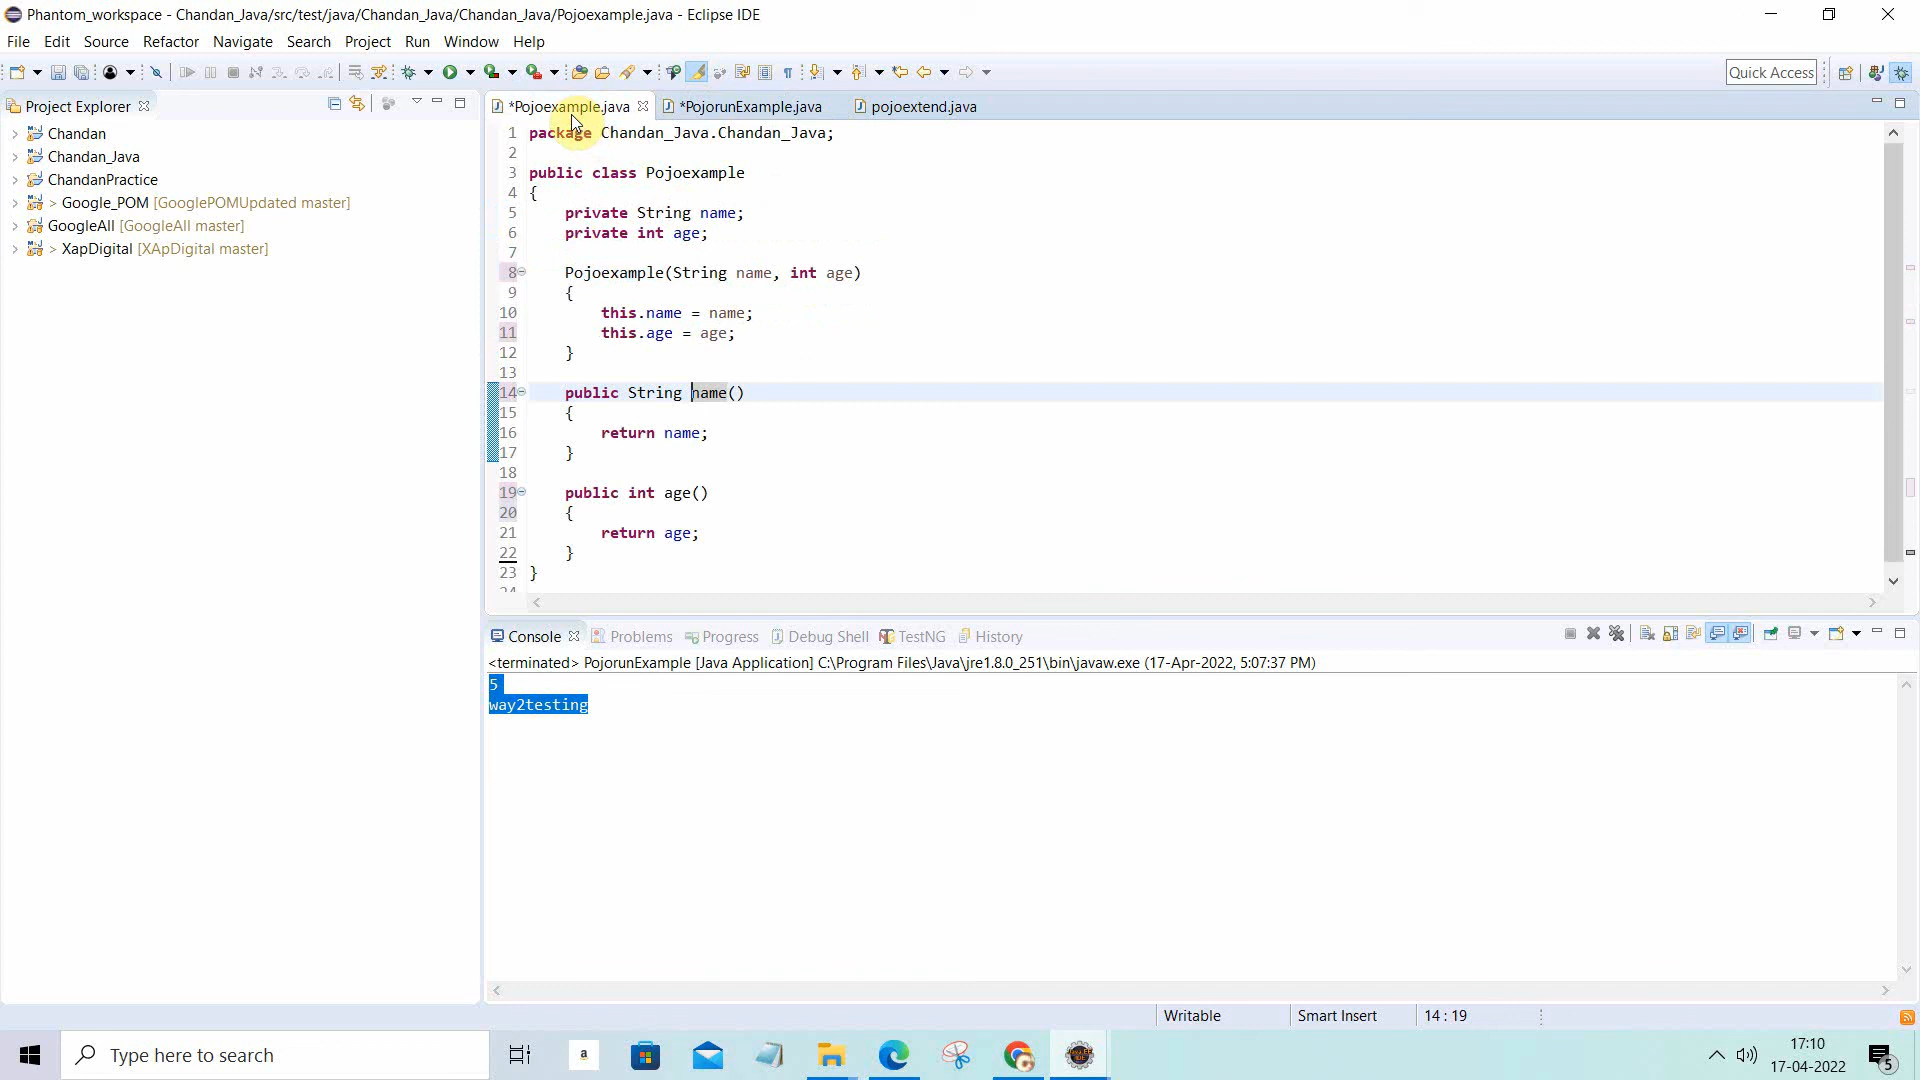 Phantom_workspace - Chandan_Java/src/test/java/Chandan_Java/Chandan_Java/Pojoexample.java - Eclipse IDE
File Edit Source Refactor Navigate Search Project Run Window Help
Quick Access
Project Explorer
Chandan
Chandan_Java
ChandanPractice
> Google_POM [GooglePOMUpdated master]
GoogleAll [GoogleAll master]
> XapDigital [XApDigital master]
*Pojoexample.java *PojorunExample.java pojoextend.java
1 package Chandan_Java.Chandan_Java;
2
3 public class Pojoexample
4 {
5 private String name;
6 private int age;
7
8 Pojoexample(String name, int age)
9 {
10 this.name = name;
11 this.age = age;
12 }
13
14 public String name()
15 {
16 return name;
17 }
18
19 public int age()
20 {
21 return age;
22 }
23 }
24
Console Problems Progress Debug Shell TestNG History
<terminated> PojorunExample [Java Application] C:\Program Files\Java\jre1.8.0_251\bin\javaw.exe (17-Apr-2022, 5:07:37 PM)
5
way2testing
Writable Smart Insert 14 : 19
Type here to search
a
17:10
17-04-2022
5